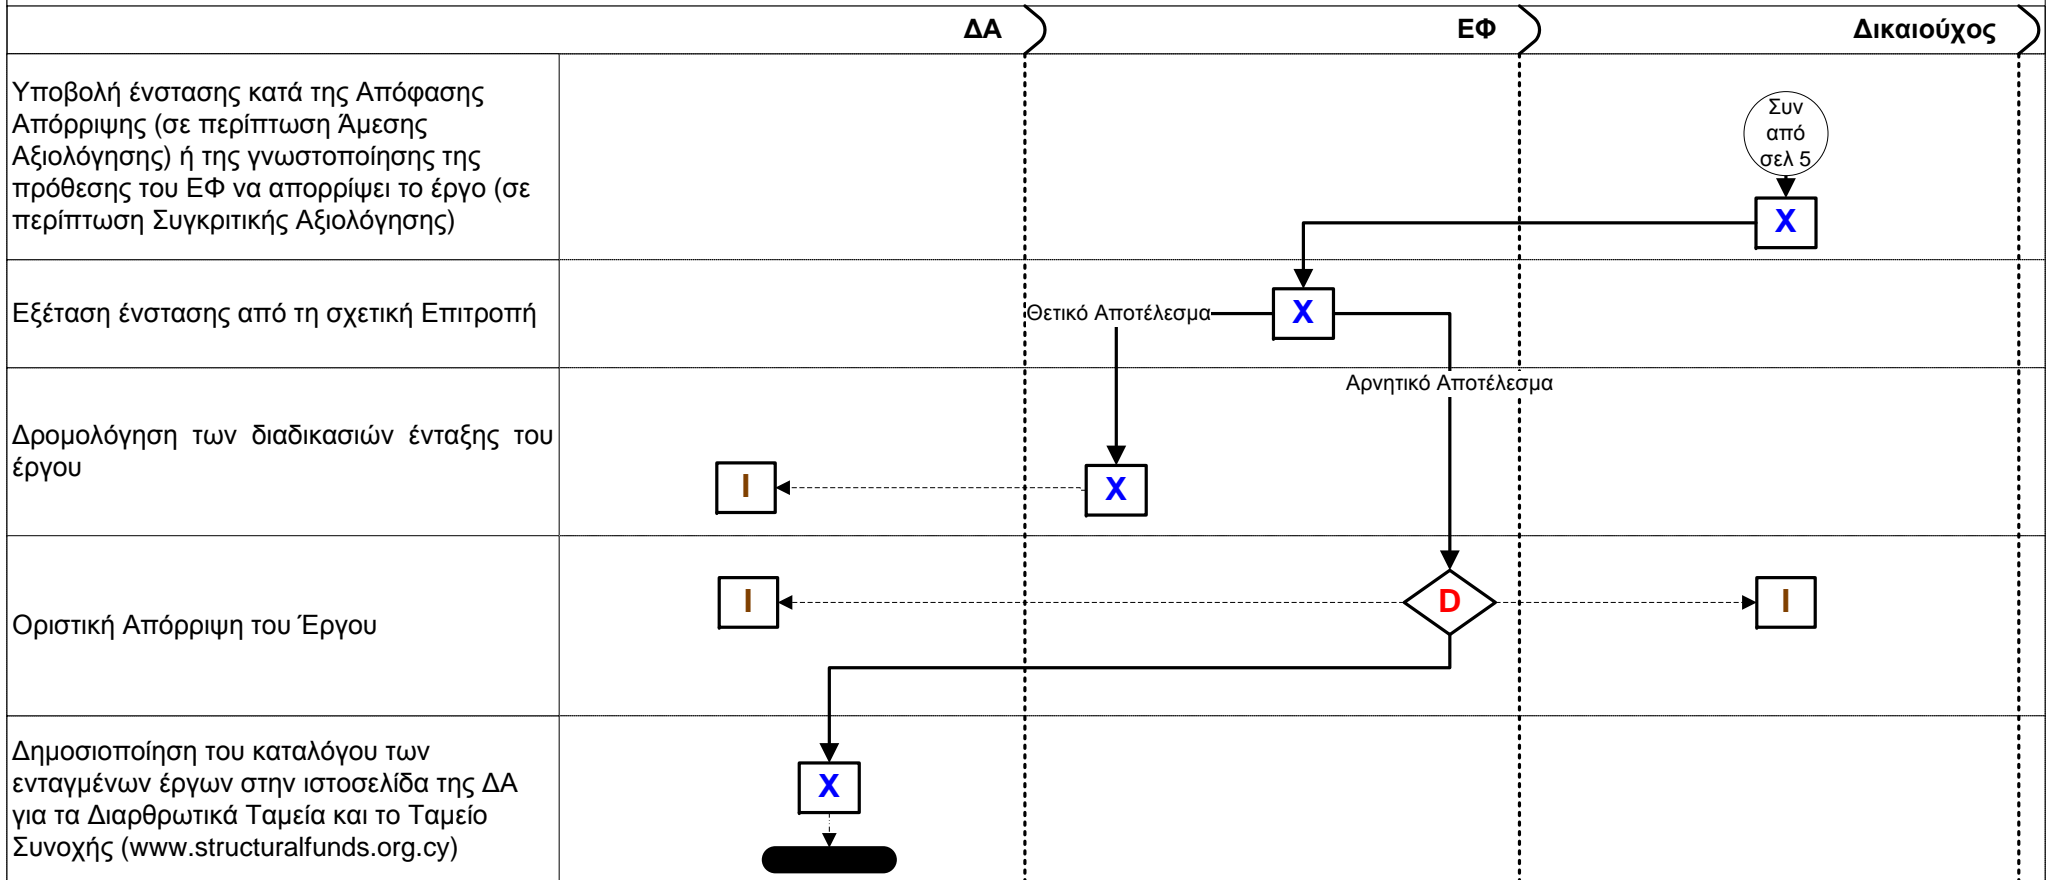 ΔΑ
ΕΦ
Δικαιούχος
Υποβολή ένστασης κατά της Απόφασης
Απόρριψης (σε περίπτωση Άμεσης
Αξιολόγησης) ή της γνωστοποίησης της
πρόθεσης του ΕΦ να απορρίψει το έργο (σε
περίπτωση Συγκριτικής Αξιολόγησης)
Συν
από
σελ 5
X
Εξέταση ένστασης από τη σχετική Επιτροπή
Θετικό Αποτέλεσμα
X
Αρνητικό Αποτέλεσμα
Δρομολόγηση των διαδικασιών ένταξης του
έργου
I
X
Οριστική Απόρριψη του Έργου
I
D
I
Δημοσιοποίηση του καταλόγου των
ενταγμένων έργων στην ιστοσελίδα της ΔΑ
για τα Διαρθρωτικά Ταμεία και το Ταμείο
Συνοχής (www.structuralfunds.org.cy)
X